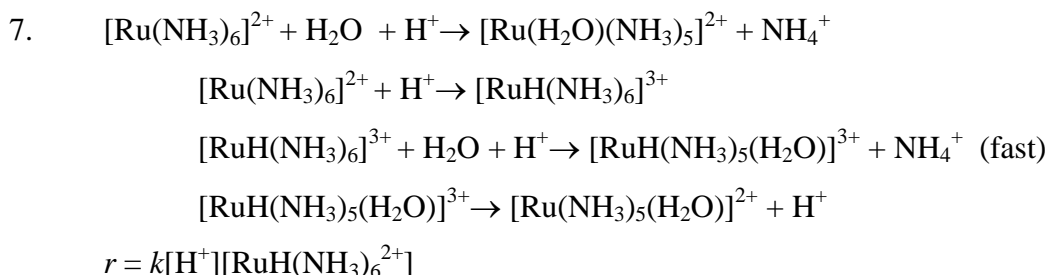 7. [Ru(NH₃)₆]²⁺ + H₂O + H⁺→ [Ru(H₂O)(NH₃)₅]²⁺ + NH₄⁺
[Ru(NH₃)₆]²⁺ + H⁺→ [RuH(NH₃)₆]³⁺
[RuH(NH₃)₆]³⁺ + H₂O + H⁺→ [RuH(NH₃)₅(H₂O)]³⁺ + NH₄⁺ (fast)
[RuH(NH₃)₅(H₂O)]³⁺→ [Ru(NH₃)₅(H₂O)]²⁺ + H⁺
r = k[H⁺][RuH(NH₃)₆²⁺]